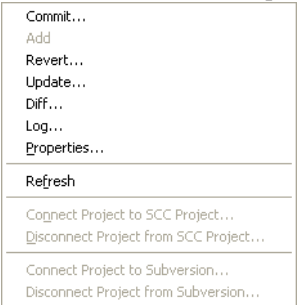 Commit...
Add
Revert...
Update...
Diff...
Log...
Properties...
Refresh
Connect Project to SCC Project...
Disconnect Project from SCC Project...
Connect Project to Subversion...
Disconnect Project from Subversion...